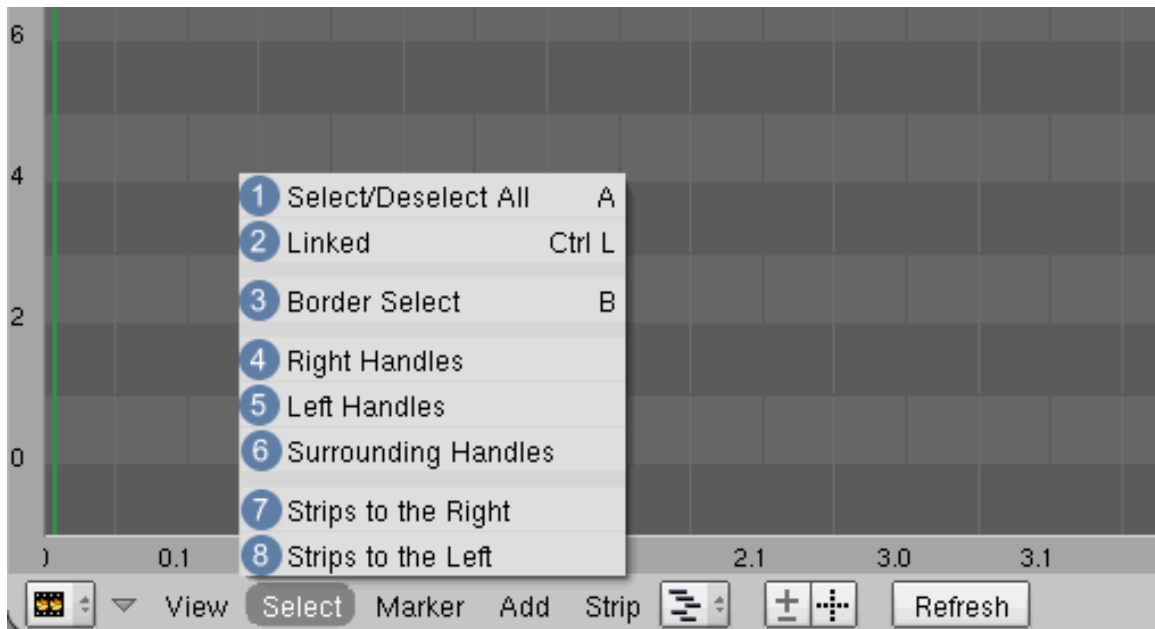 6
4
2
0
1 Select/Deselect All A
2 Linked Ctrl L
3 Border Select B
4 Right Handles
5 Left Handles
6 Surrounding Handles
7 Strips to the Right
8 Strips to the Left
0.1 2.1 3.0 3.1
View Select Marker Add Strip Refresh